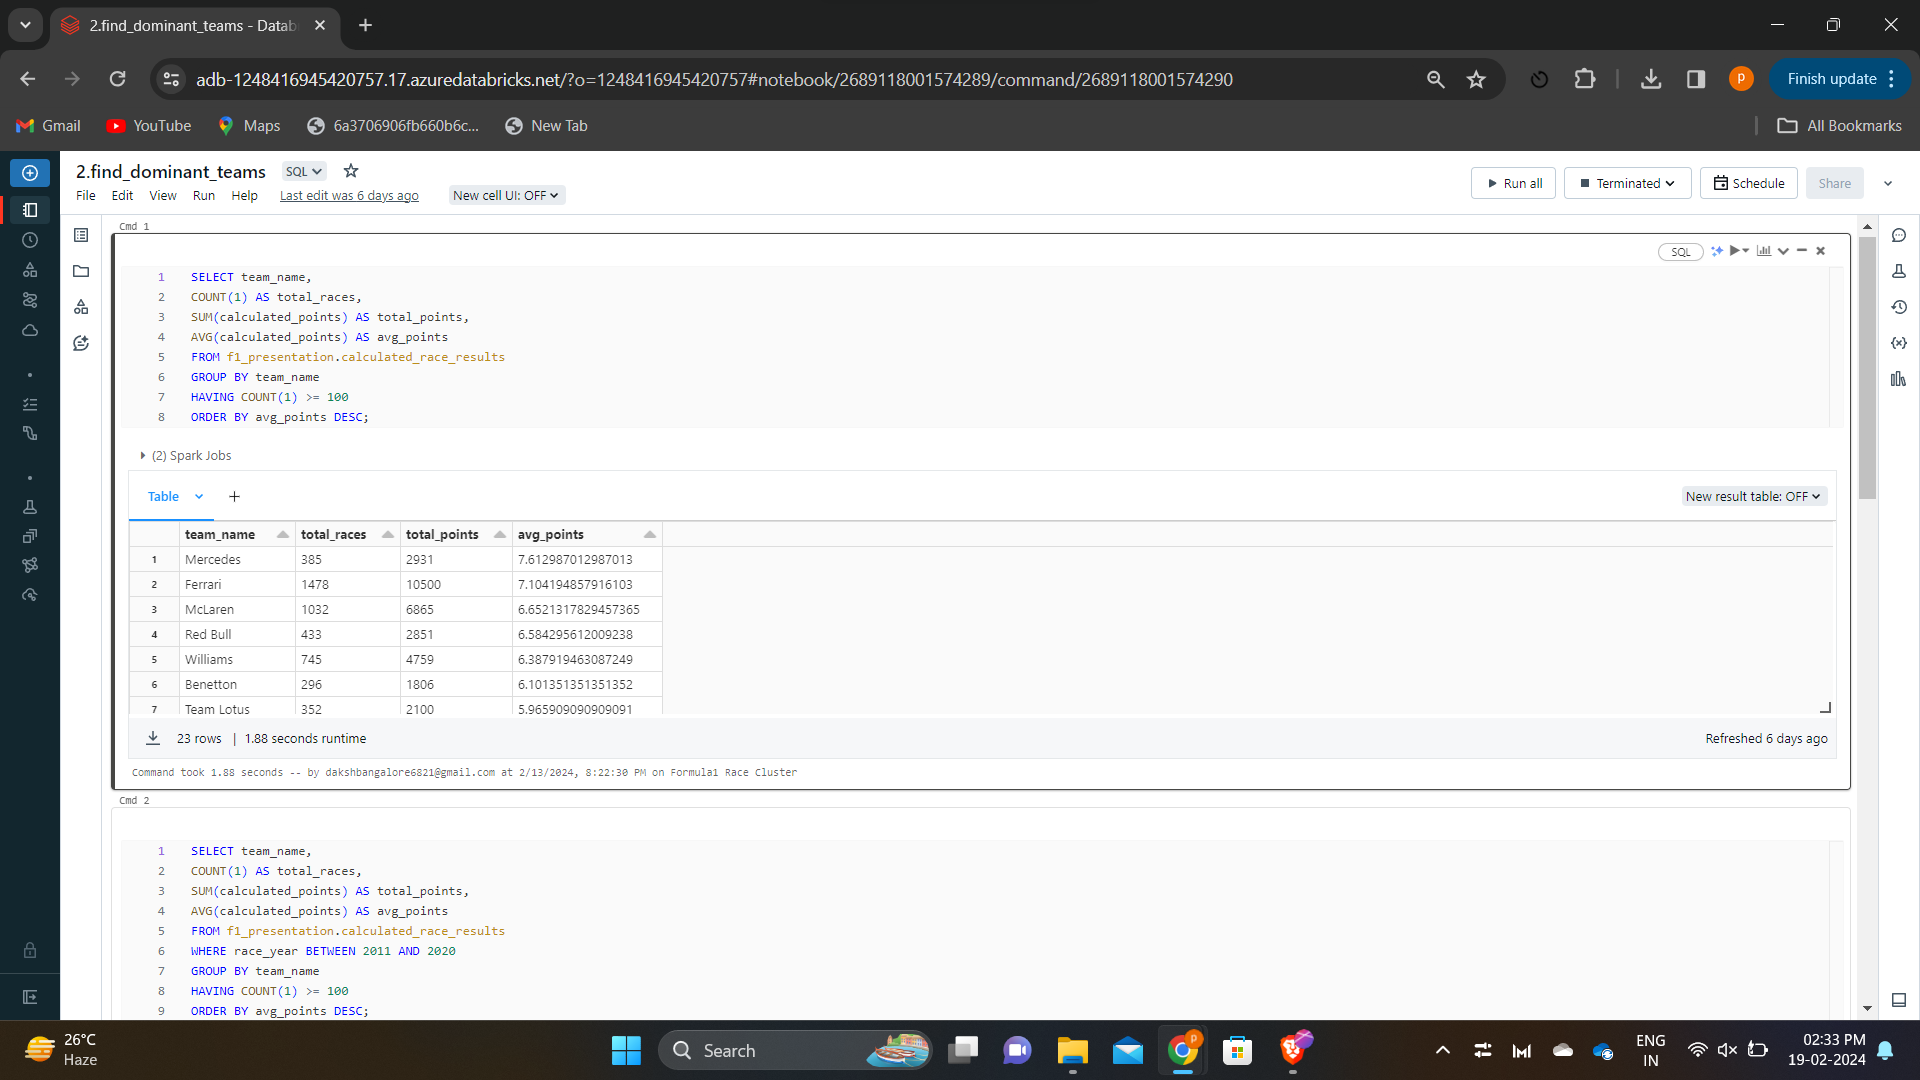 2.find_dominant_teams - Datab
adb-1248416945420757.17.azuredatabricks.net/?o=1248416945420757#notebook/2689118001574289/command/2689118001574290
P
Finish update
Gmail
YouTube
Maps
6a3706906fb660b6c...
New Tab
All Bookmarks
2.find_dominant_teams
SQL
File Edit View Run Help Last edit was 6 days ago New cell UI: OFF
Run all
Terminated
Schedule
Share
Cmd 1
SQL
1 SELECT team_name,
2 COUNT(1) AS total_races,
3 SUM(calculated_points) AS total_points,
4 AVG(calculated_points) AS avg_points
5 FROM f1_presentation.calculated_race_results
6 GROUP BY team_name
7 HAVING COUNT(1) >= 100
8 ORDER BY avg_points DESC;
(2) Spark Jobs
Table +
New result table: OFF
team_name total_races total_points avg_points
1 Mercedes 385 2931 7.612987012987013
2 Ferrari 1478 10500 7.104194857916103
3 McLaren 1032 6865 6.6521317829457365
4 Red Bull 433 2851 6.584295612009238
5 Williams 745 4759 6.387919463087249
6 Benetton 296 1806 6.101351351351352
7 Team Lotus 352 2100 5.965909090909091
23 rows | 1.88 seconds runtime
Refreshed 6 days ago
Command took 1.88 seconds -- by dakshbangalore6821@gmail.com at 2/13/2024, 8:22:30 PM on Formula1 Race Cluster
Cmd 2
1 SELECT team_name,
2 COUNT(1) AS total_races,
3 SUM(calculated_points) AS total_points,
4 AVG(calculated_points) AS avg_points
5 FROM f1_presentation.calculated_race_results
6 WHERE race_year BETWEEN 2011 AND 2020
7 GROUP BY team_name
8 HAVING COUNT(1) >= 100
9 ORDER BY avg_points DESC;
26°C
Haze
Search
P
ENG
IN
02:33 PM
19-02-2024